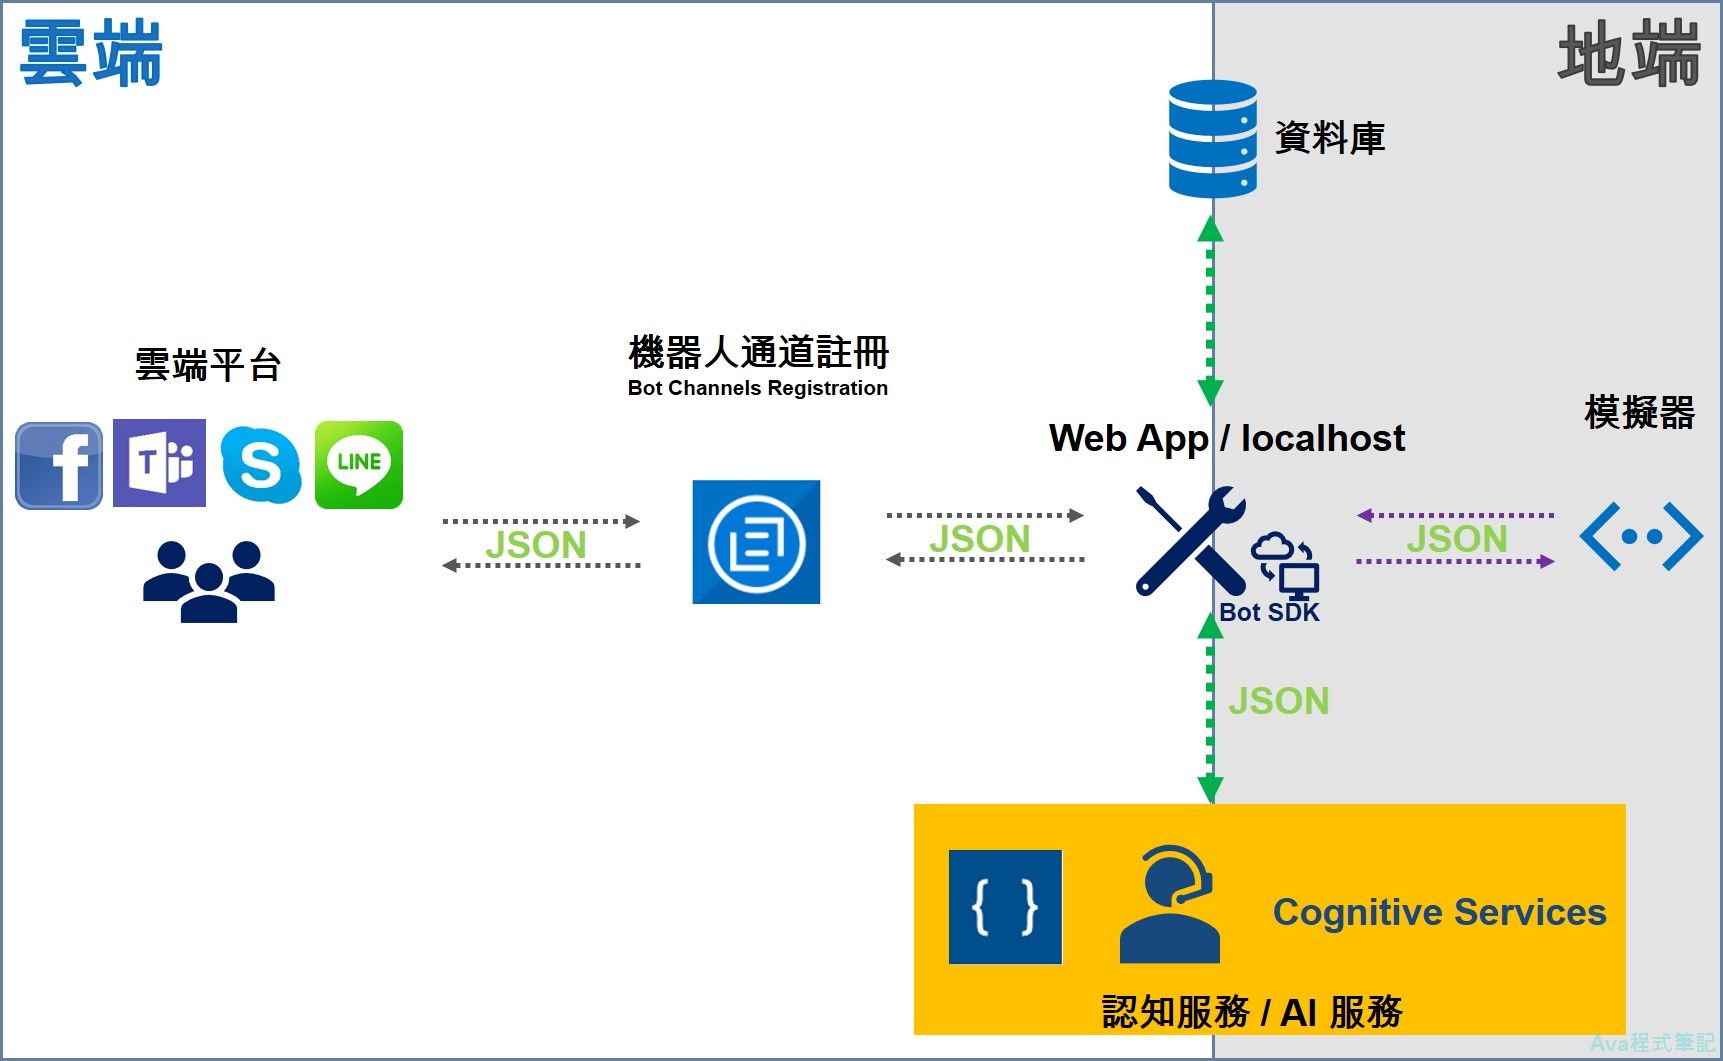 雲端
地端
資料庫
機器人通道註冊
Bot Channels Registration
雲端平台
模擬器
Web App / localhost
f
T
S
LINE
JSON
JSON
JSON
Bot SDK
JSON
{ }
Cognitive Services
認知服務 / AI 服務
Ava程式筆記